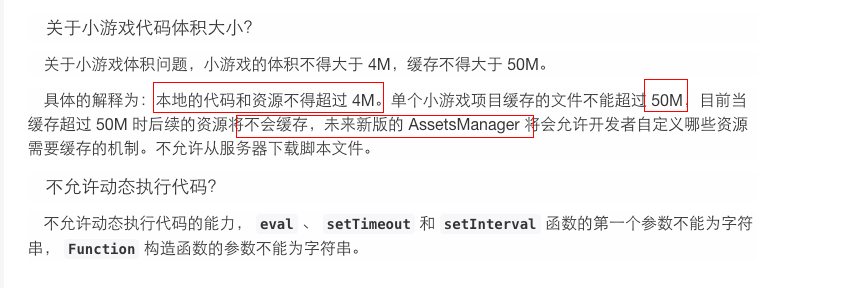 关于小游戏代码体积大小?
关于小游戏体积问题，小游戏的体积不得大于 4M，缓存不得大于 50M。
具体的解释为：本地的代码和资源不得超过 4M。单个小游戏项目缓存的文件不能超过 50M，目前当
缓存超过 50M 时后续的资源将不会缓存，未来新版的 AssetsManager 将会允许开发者自定义哪些资源
需要缓存的机制。不允许从服务器下载脚本文件。
不允许动态执行代码?
不允许动态执行代码的能力， eval 、 setTimeout 和 setInterval 函数的第一个参数不能为字符
串， Function 构造函数的参数不能为字符串。